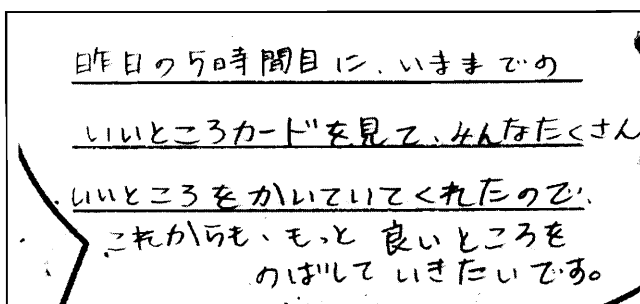 昨日の5時間目に、いままでの
いいところカードを見て、みんなたくさん
いいところをかいていてくれたので、
これからも、もっと良いところを
のばしていきたいです。